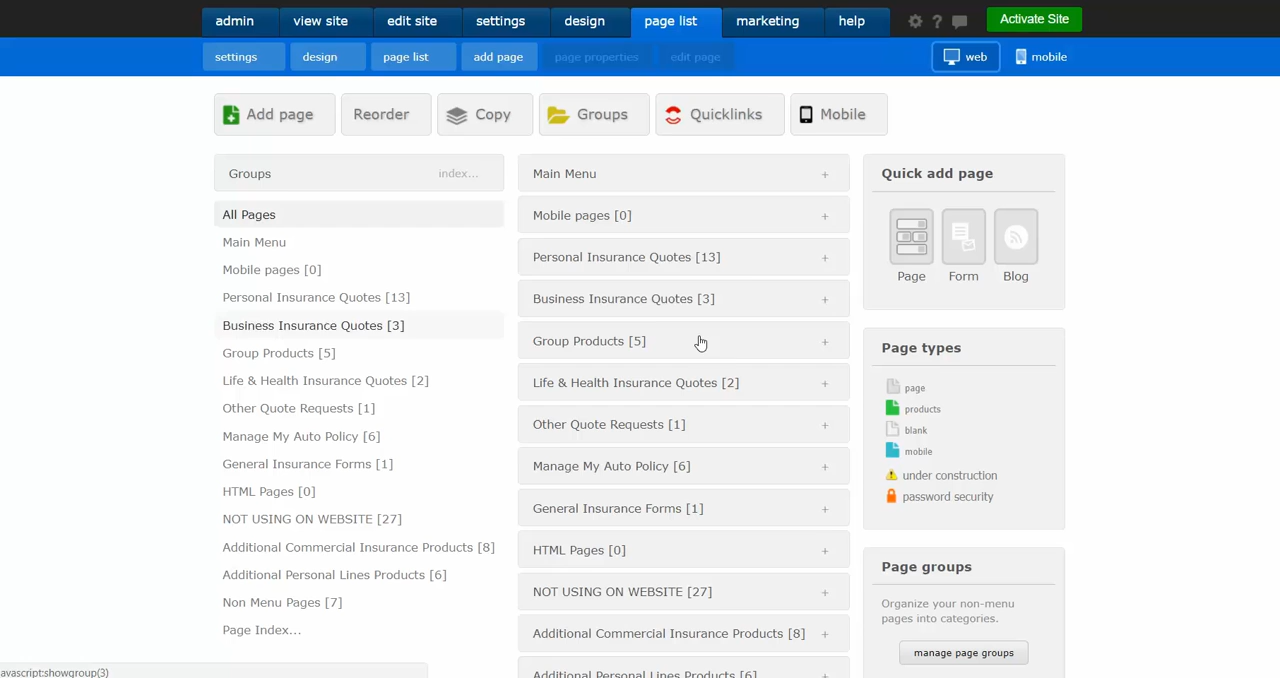 admin view site edit site settings design page list marketing help ? Activate Site
settings design page list add page page properties edit page web mobile
Add page Reorder Copy Groups Quicklinks Mobile
Groups index...
All Pages
Main Menu
Mobile pages [0]
Personal Insurance Quotes [13]
Business Insurance Quotes [3]
Group Products [5]
Life & Health Insurance Quotes [2]
Other Quote Requests [1]
Manage My Auto Policy [6]
General Insurance Forms [1]
HTML Pages [0]
NOT USING ON WEBSITE [27]
Additional Commercial Insurance Products [8]
Additional Personal Lines Products [6]
Non Menu Pages [7]
Page Index...
Main Menu +
Mobile pages [0] +
Personal Insurance Quotes [13] +
Business Insurance Quotes [3] +
Group Products [5] +
Life & Health Insurance Quotes [2] +
Other Quote Requests [1] +
Manage My Auto Policy [6] +
General Insurance Forms [1] +
HTML Pages [0] +
NOT USING ON WEBSITE [27] +
Additional Commercial Insurance Products [8] +
Additional Personal Lines Products [6] +
Quick add page
Page Form Blog
Page types
page
products
blank
mobile
under construction
password security
Page groups
Organize your non-menu
pages into categories.
manage page groups
avascript:showgroup(3)